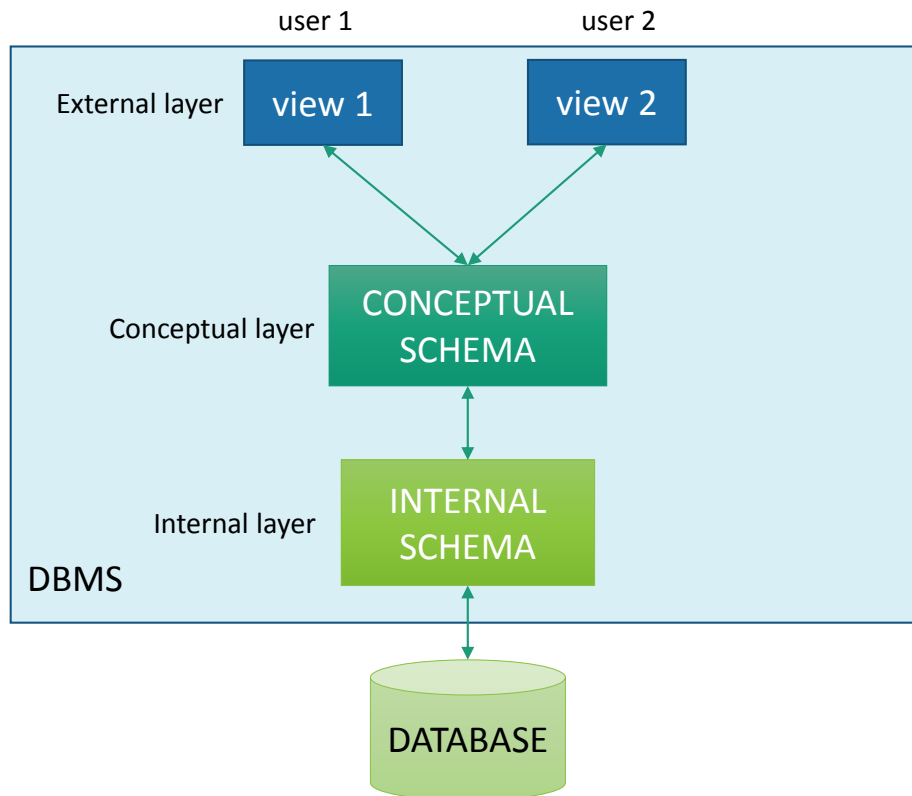 user 1
user 2
External layer
view 1
view 2
Conceptual layer
CONCEPTUAL
SCHEMA
Internal layer
INTERNAL
SCHEMA
DBMS
DATABASE